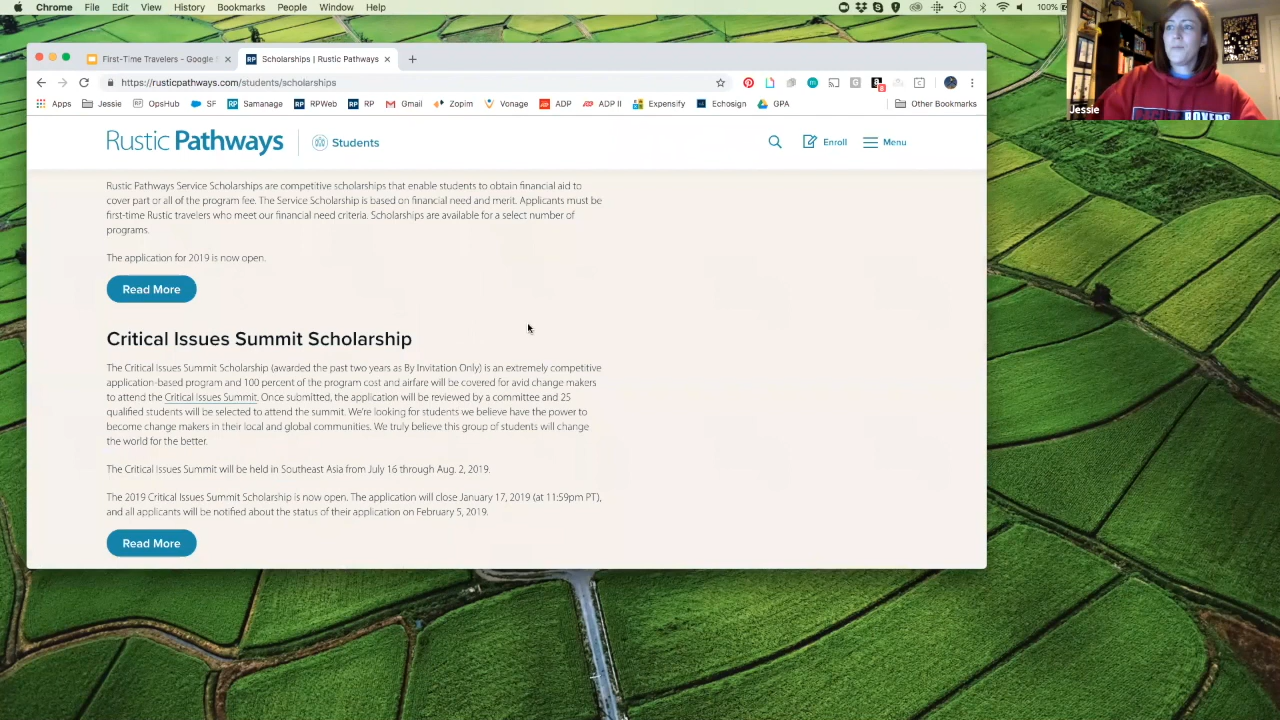 Chrome File Edit View History Bookmarks People Window Help 100%
First-Time Travelers - Google Scholarships | Rustic Pathways
https://rusticpathways.com/students/scholarships
Apps Jessie OpsHub SF Samanage RPWeb RP Gmail Zopim Vonage ADP ADP II Expensify Echosign GPA Other Bookmarks
Jessie
Rustic Pathways Students Enroll Menu
Rustic Pathways Service Scholarships are competitive scholarships that enable students to obtain financial aid to
cover part or all of the program fee. The Service Scholarship is based on financial need and merit. Applicants must be
first-time Rustic travelers who meet our financial need criteria. Scholarships are available for a select number of
programs.
The application for 2019 is now open.
Read More
Critical Issues Summit Scholarship
The Critical Issues Summit Scholarship (awarded the past two years as By Invitation Only) is an extremely competitive
application-based program and 100 percent of the program cost and airfare will be covered for avid change makers
to attend the Critical Issues Summit. Once submitted, the application will be reviewed by a committee and 25
qualified students will be selected to attend the summit. We're looking for students we believe have the power to
become change makers in their local and global communities. We truly believe this group of students will change
the world for the better.
The Critical Issues Summit will be held in Southeast Asia from July 16 through Aug. 2, 2019.
The 2019 Critical Issues Summit Scholarship is now open. The application will close January 17, 2019 (at 11:59pm PT),
and all applicants will be notified about the status of their application on February 5, 2019.
Read More